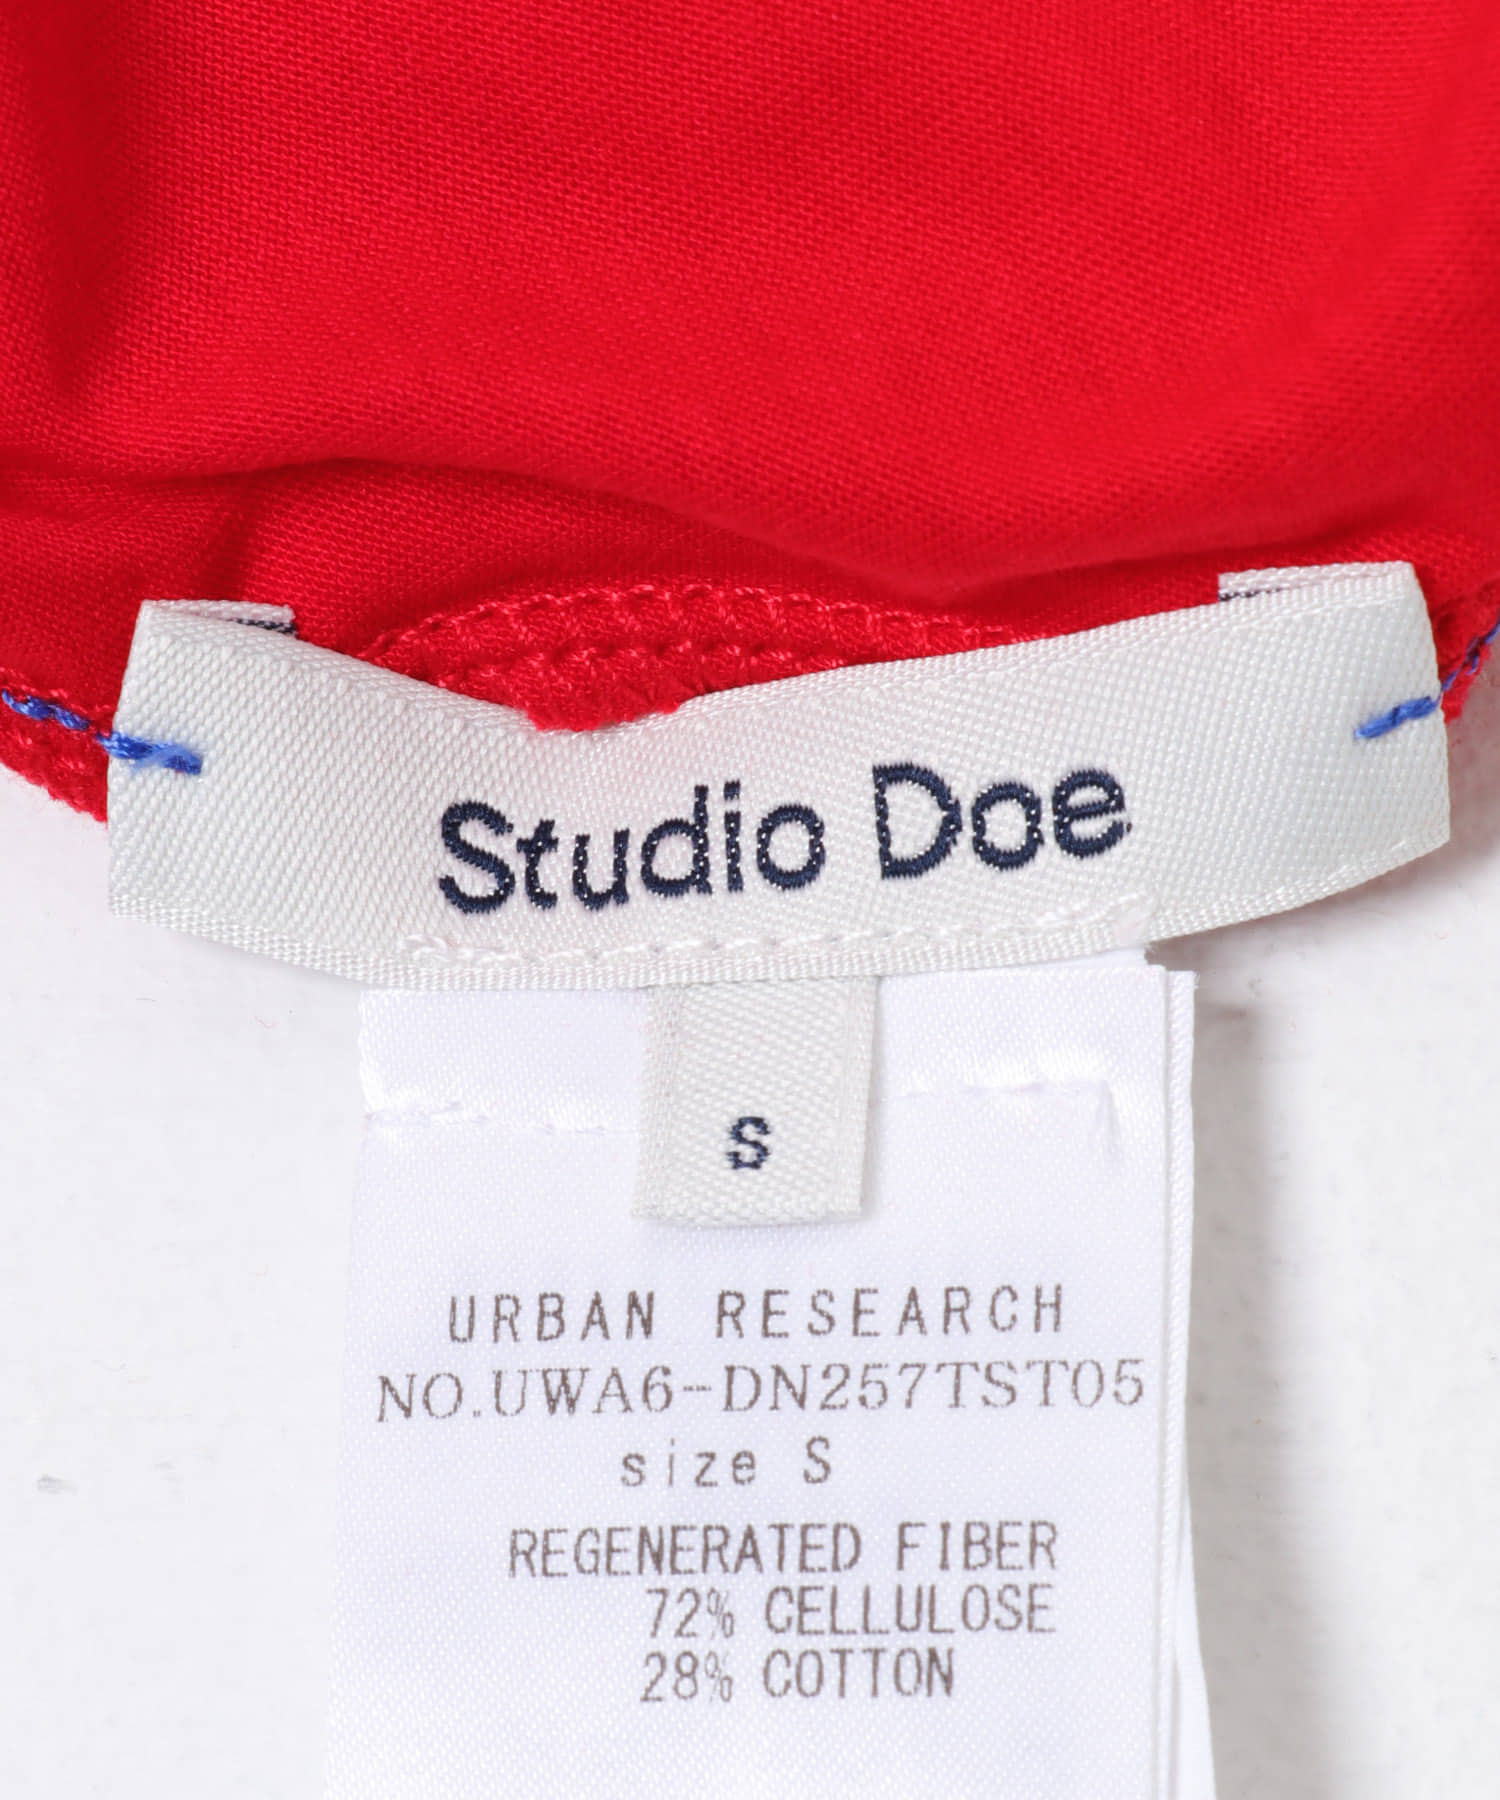 Studio Doe
S
URBAN RESEARCH
NO.UWA6-DN257TST05
size S
REGENERATED FIBER
72% CELLULOSE
28% COTTON